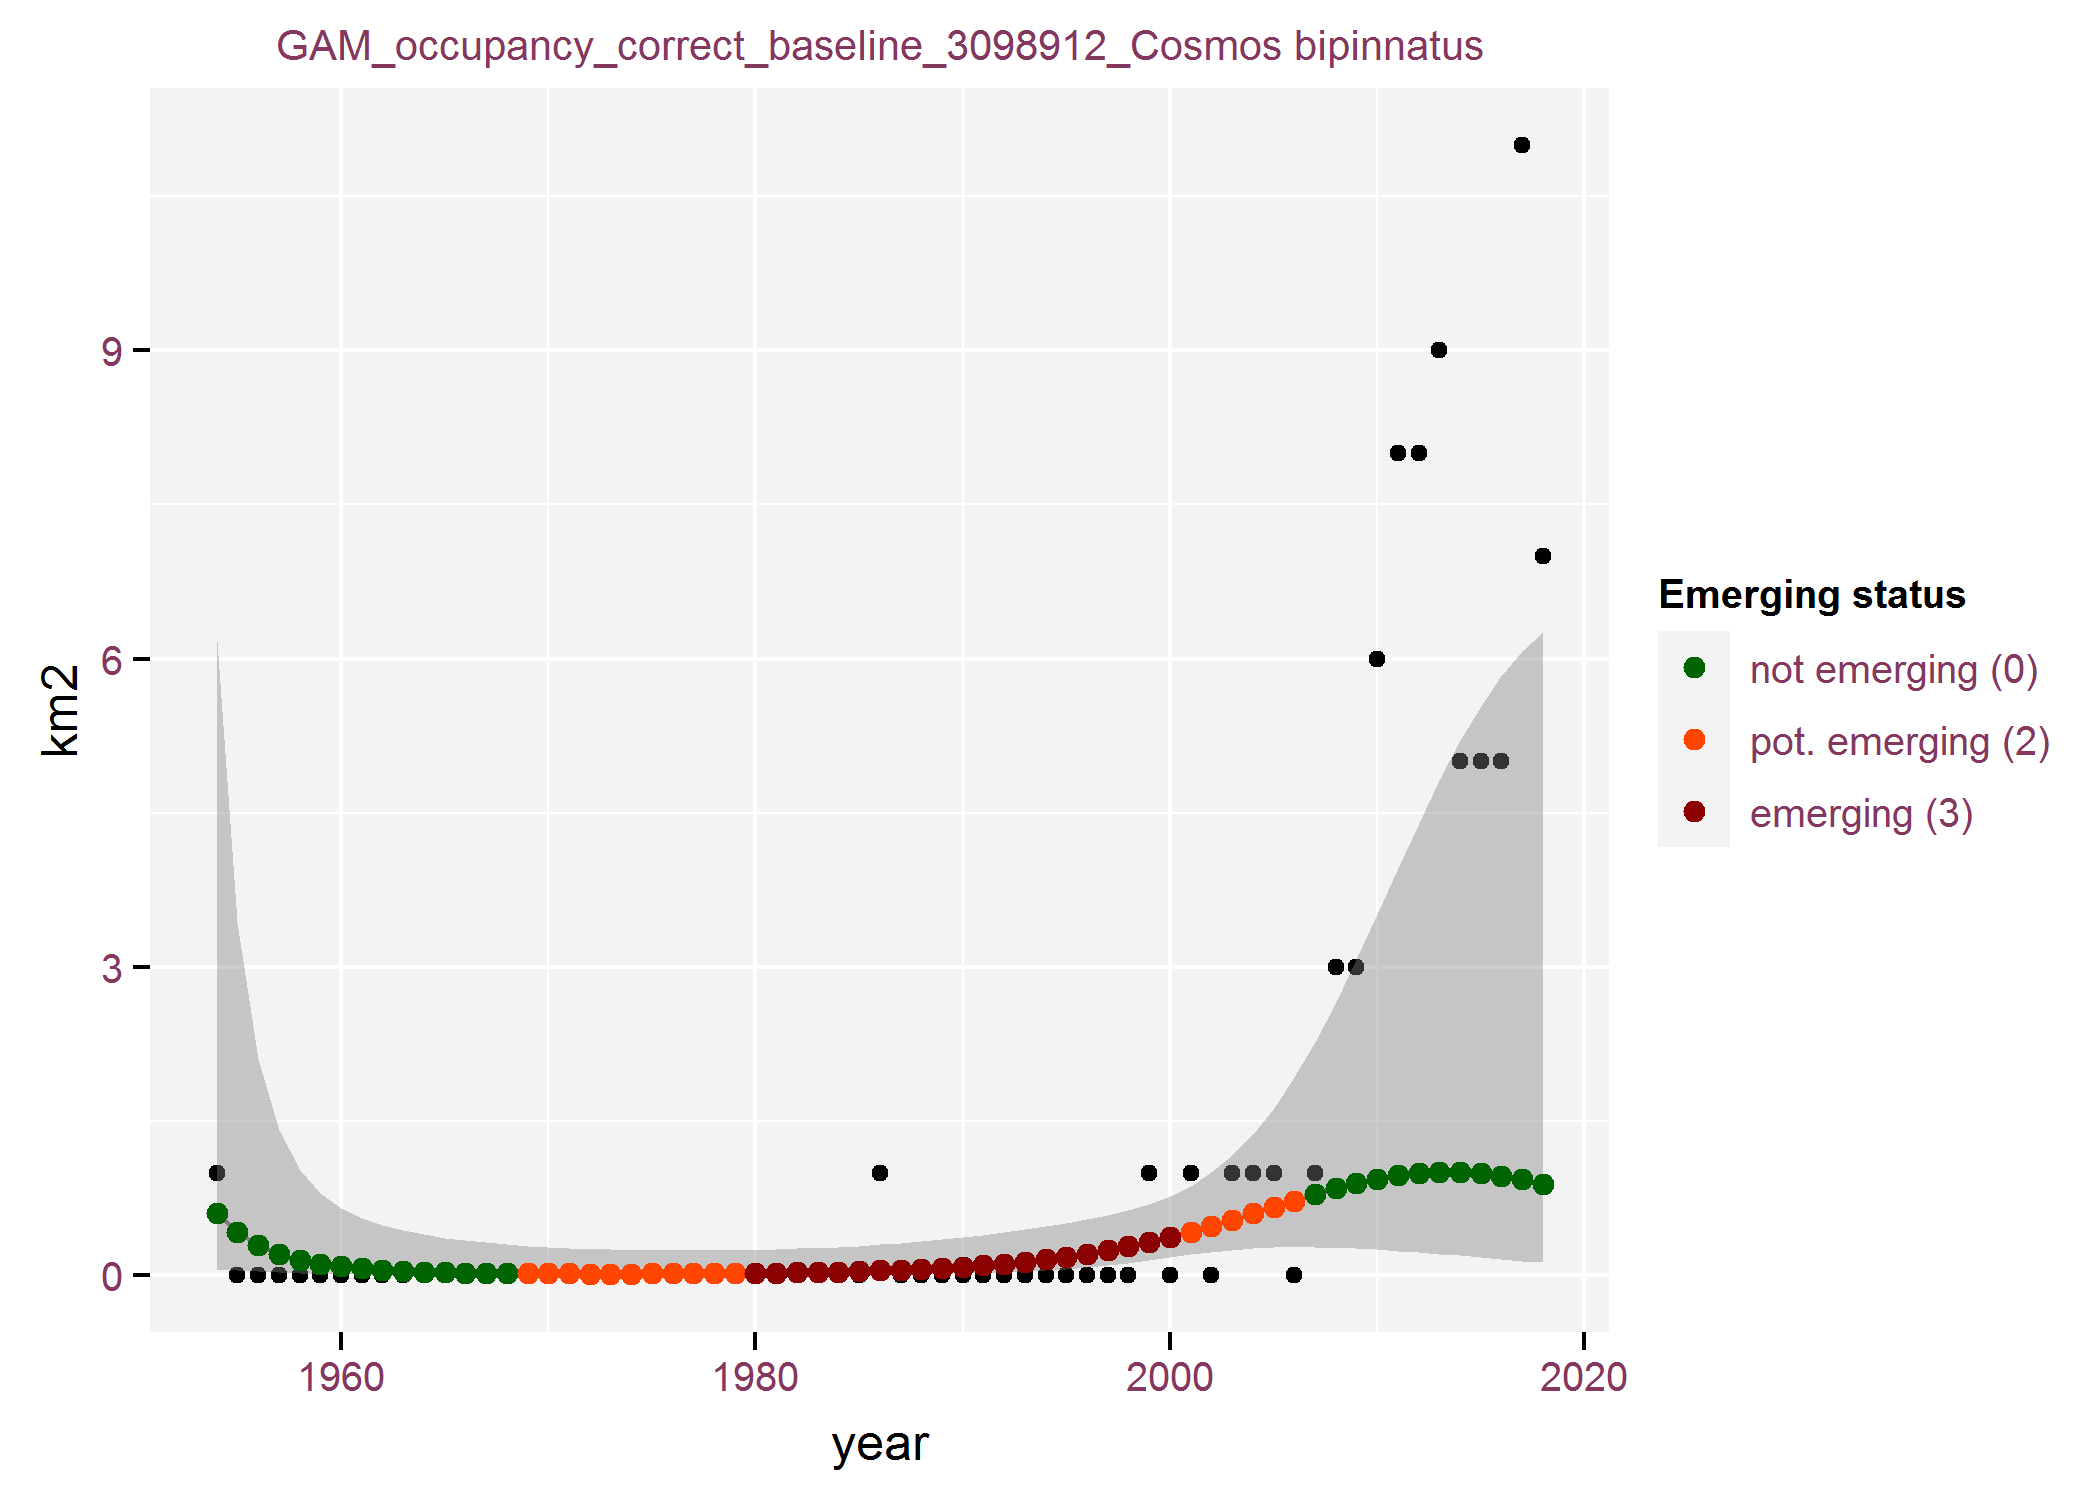 GAM_occupancy_correct_baseline_3098912_Cosmos bipinnatus
9
6
3
0
km2
1960
1980
2000
2020
year
Emerging status
not emerging (0)
pot. emerging (2)
emerging (3)